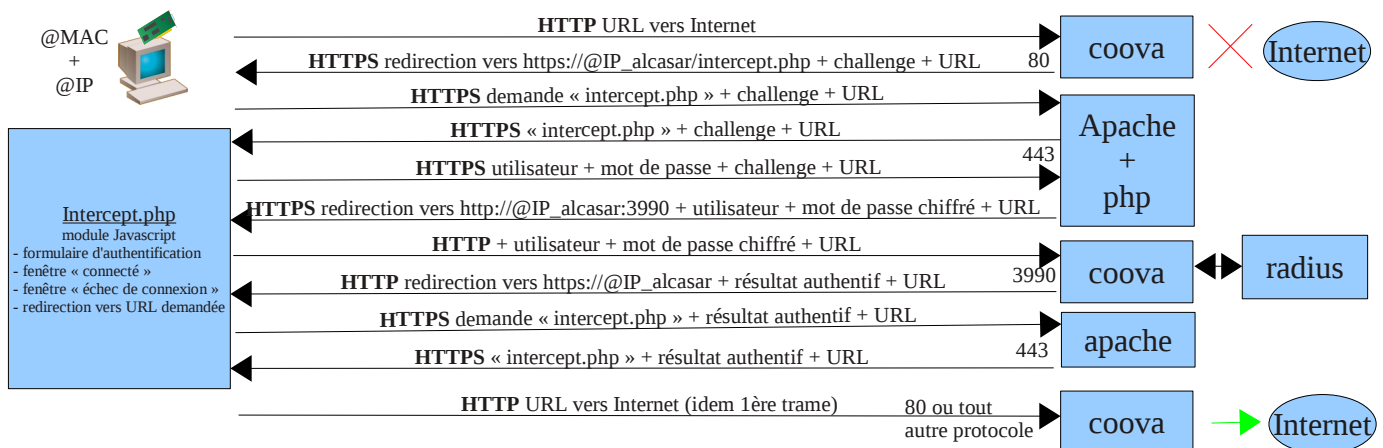 @MAC
+
@IP
HTTP URL vers Internet
HTTPS redirection vers https://@IP_alcasar/intercept.php + challenge + URL
80
coova
Internet
HTTPS demande « intercept.php » + challenge + URL
HTTPS « intercept.php » + challenge + URL
443
HTTPS utilisateur + mot de passe + challenge + URL
HTTPS redirection vers http://@IP_alcasar:3990 + utilisateur + mot de passe chiffré + URL
Apache
+
php
Intercept.php
module Javascript
- formulaire d'authentification
- fenêtre « connecté »
- fenêtre « échec de connexion »
- redirection vers URL demandée
HTTP + utilisateur + mot de passe chiffré + URL
HTTP redirection vers https://@IP_alcasar + résultat authentif + URL
3990
coova
radius
HTTPS demande « intercept.php » + résultat authentif + URL
HTTPS « intercept.php » + résultat authentif + URL
443
apache
HTTP URL vers Internet (idem 1ère trame)
80 ou tout
autre protocole
coova
Internet